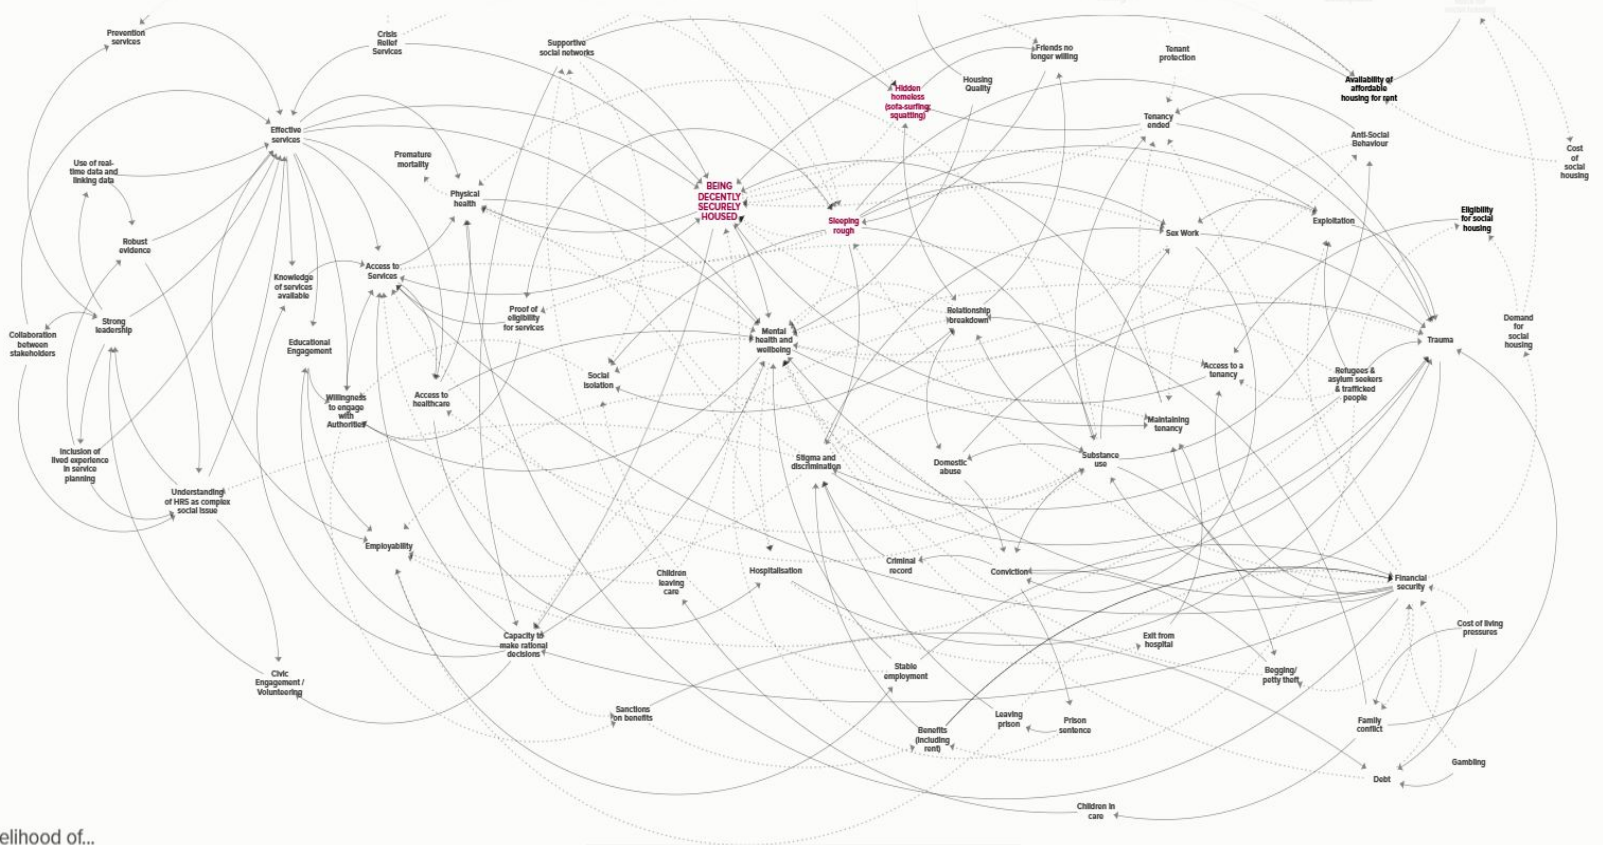 Prevention
services
Crisis
Relief
Services
Supportive
social networks
Friends no
longer willing
Tenant
protection
Housing
Quality
Availability of
affordable
housing for rent
Hidden
homeless
(sofa-surfing;
squatting)
Tenancy
ended
Anti-Social
Behaviour
Cost
of
social
housing
Effective
services
Premature
mortality
Use of real-
time data and
linking data
Physical
health
BEING
DECENTLY
SECURELY
HOUSED
Sleeping
rough
Sex Work
Exploitation
Eligibility
for social
housing
Robust
evidence
Knowledge
of services
available
Access to
Services
Proof of
eligibility
for services
Relationship
breakdown
Strong
leadership
Collaboration
between
stakeholders
Educational
Engagement
Mental
health and
wellbeing
Trauma
Demand
for
social
housing
Social
Isolation
Access to a
tenancy
Refugees &
asylum seekers
& trafficked
people
Willingness
to engage
with
Authorities
Access to
healthcare
Maintaining
tenancy
Inclusion of
lived experience
in service
planning
Stigma and
discrimination
Domestic
abuse
Substance
use
Understanding
of HRS as complex
social issue
Employability
Children
leaving
care
Hospitalisation
Criminal
record
Conviction
Financial
security
Capacity to
make rational
decisions
Exit from
hospital
Cost of living
pressures
Civic
Engagement /
Volunteering
Stable
employment
Begging/
petty theft
Sanctions
on benefits
Benefits
(including
rent)
Leaving
prison
Prison
sentence
Family
conflict
Debt
Gambling
Children in
care
elihood of...